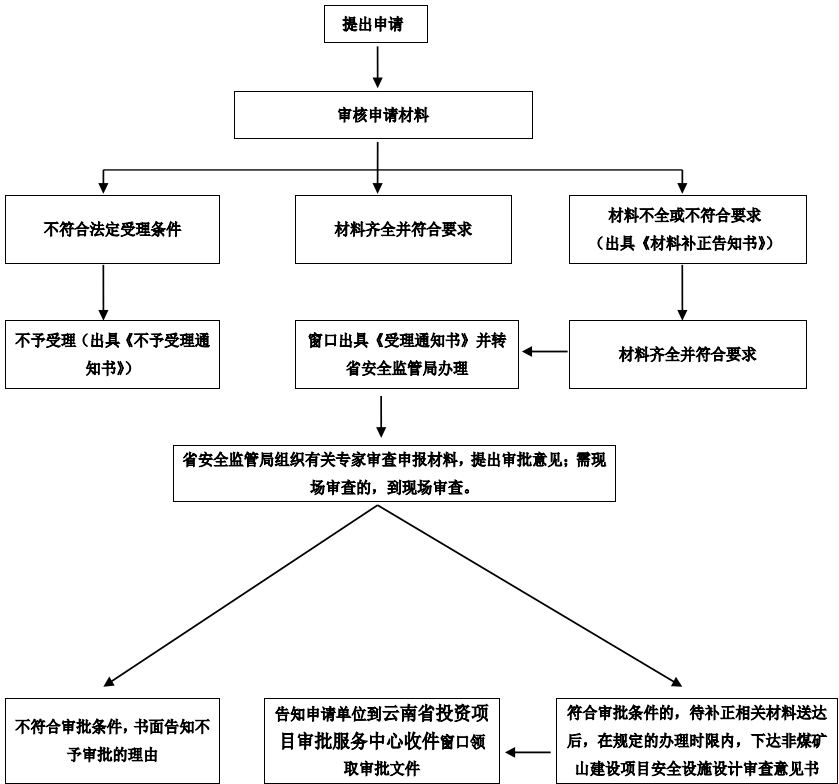 提出申请
审核申请材料
不符合法定受理条件
材料齐全并符合要求
材料不全或不符合要求
（出具《材料补正告知书》）
不予受理（出具《不予受理通
知书》）
窗口出具《受理通知书》并转
省安全监管局办理
材料齐全并符合要求
省安全监管局组织有关专家审查申报材料，提出审批意见；需现
场审查的，到现场审查。
不符合审批条件，书面告知不
予审批的理由
告知申请单位到云南省投资项
目审批服务中心收件窗口领
取审批文件
符合审批条件的，待补正相关材料送达
后，在规定的办理时限内，下达非煤矿
山建设项目安全设施设计审查意见书